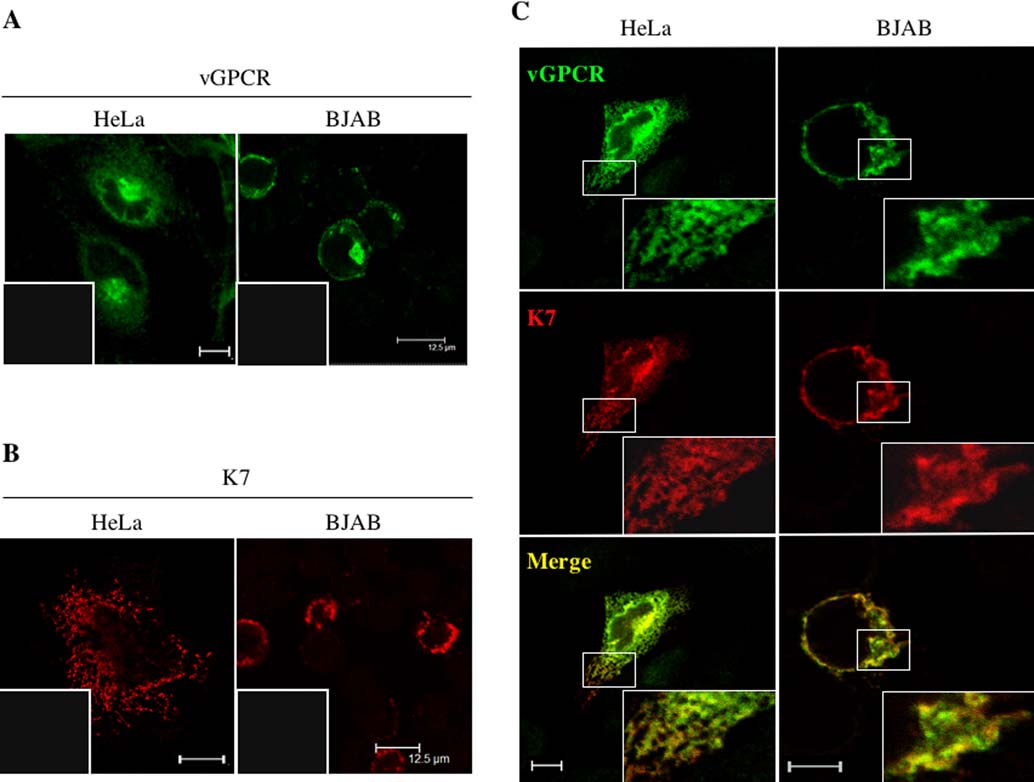 A
vGPCR
HeLa BJAB
12.5 µm
B
K7
HeLa BJAB
12.5 µm
C
HeLa BJAB
vGPCR
K7
Merge